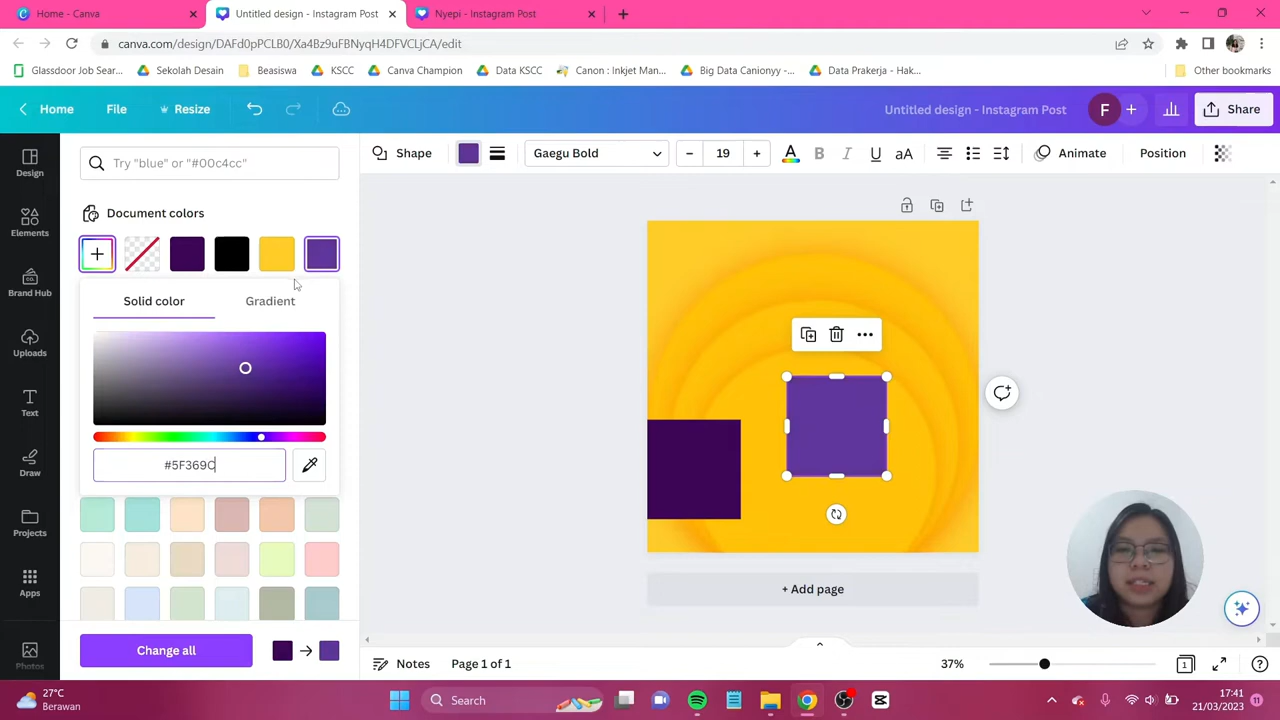 Home - Canva
Untitled design - Instagram Post
Nyepi - Instagram Post
canva.com/design/DAFd0pPCLB0/Xa4Bz9uFBNyqH4DFVCLjCA/edit
Glassdoor Job Sear...
Sekolah Desain
Beasiswa
KSCC
Canva Champion
Data KSCC
Canon : Inkjet Man...
Big Data Canionyy -...
Data Prakerja - Hak...
Other bookmarks
Home
File
Resize
Untitled design - Instagram Post
F
Share
Try "blue" or "#00c4cc"
Shape
Gaegu Bold
19
A
B
I
U
aA
Animate
Position
Design
Elements
Brand Hub
Uploads
Text
Draw
Projects
Apps
Photos
Document colors
Solid color
Gradient
#5F369C
Change all
+ Add page
Notes
Page 1 of 1
37%
1
27°C
Berawan
Search
17:41
21/03/2023